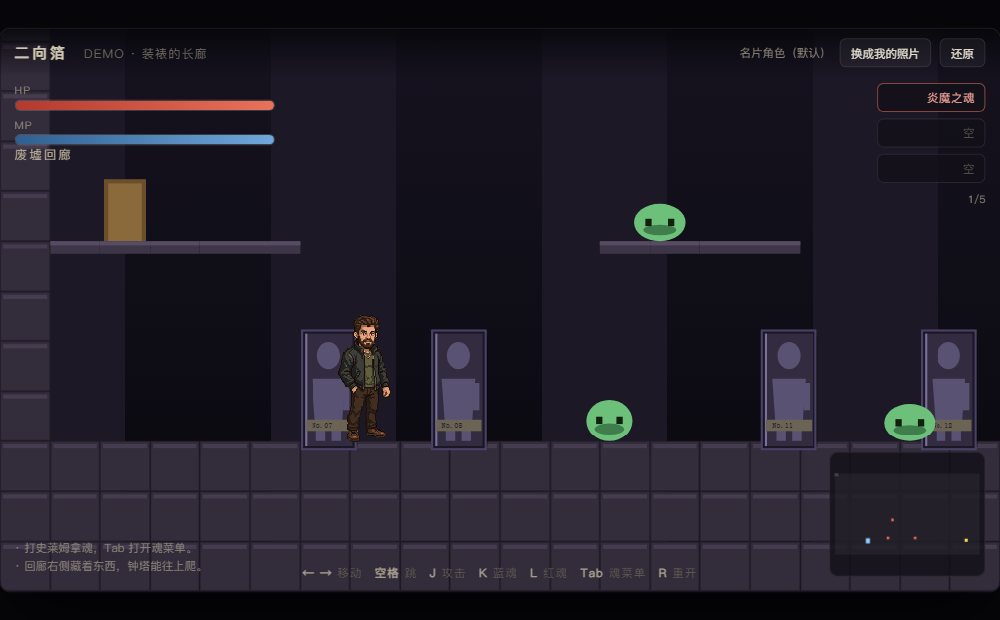 二向箔 DEMO · 装裱的长廊
名片角色（默认） 换成我的照片 还原
HP
MP
废墟回廊
炎魔之魂
空
空
1/5
No.07
No.08
No.11
.12
· 打史莱姆拿魂，Tab 打开魂菜单。
· 回廊右侧藏着东西，钟塔能往上爬。
← → 移动 空格 跳 J 攻击 K 蓝魂 L 红魂 Tab 魂菜单 R 重开